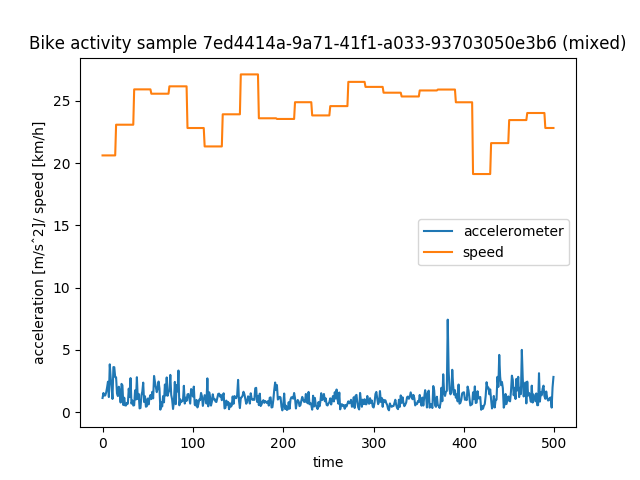 Bike activity sample 7ed4414a-9a71-41f1-a033-93703050e3b6 (mixed)
acceleration [m/s^2]/ speed [km/h]
25
20
15
10
5
0
accelerometer
speed
0 100 200 300 400 500
time